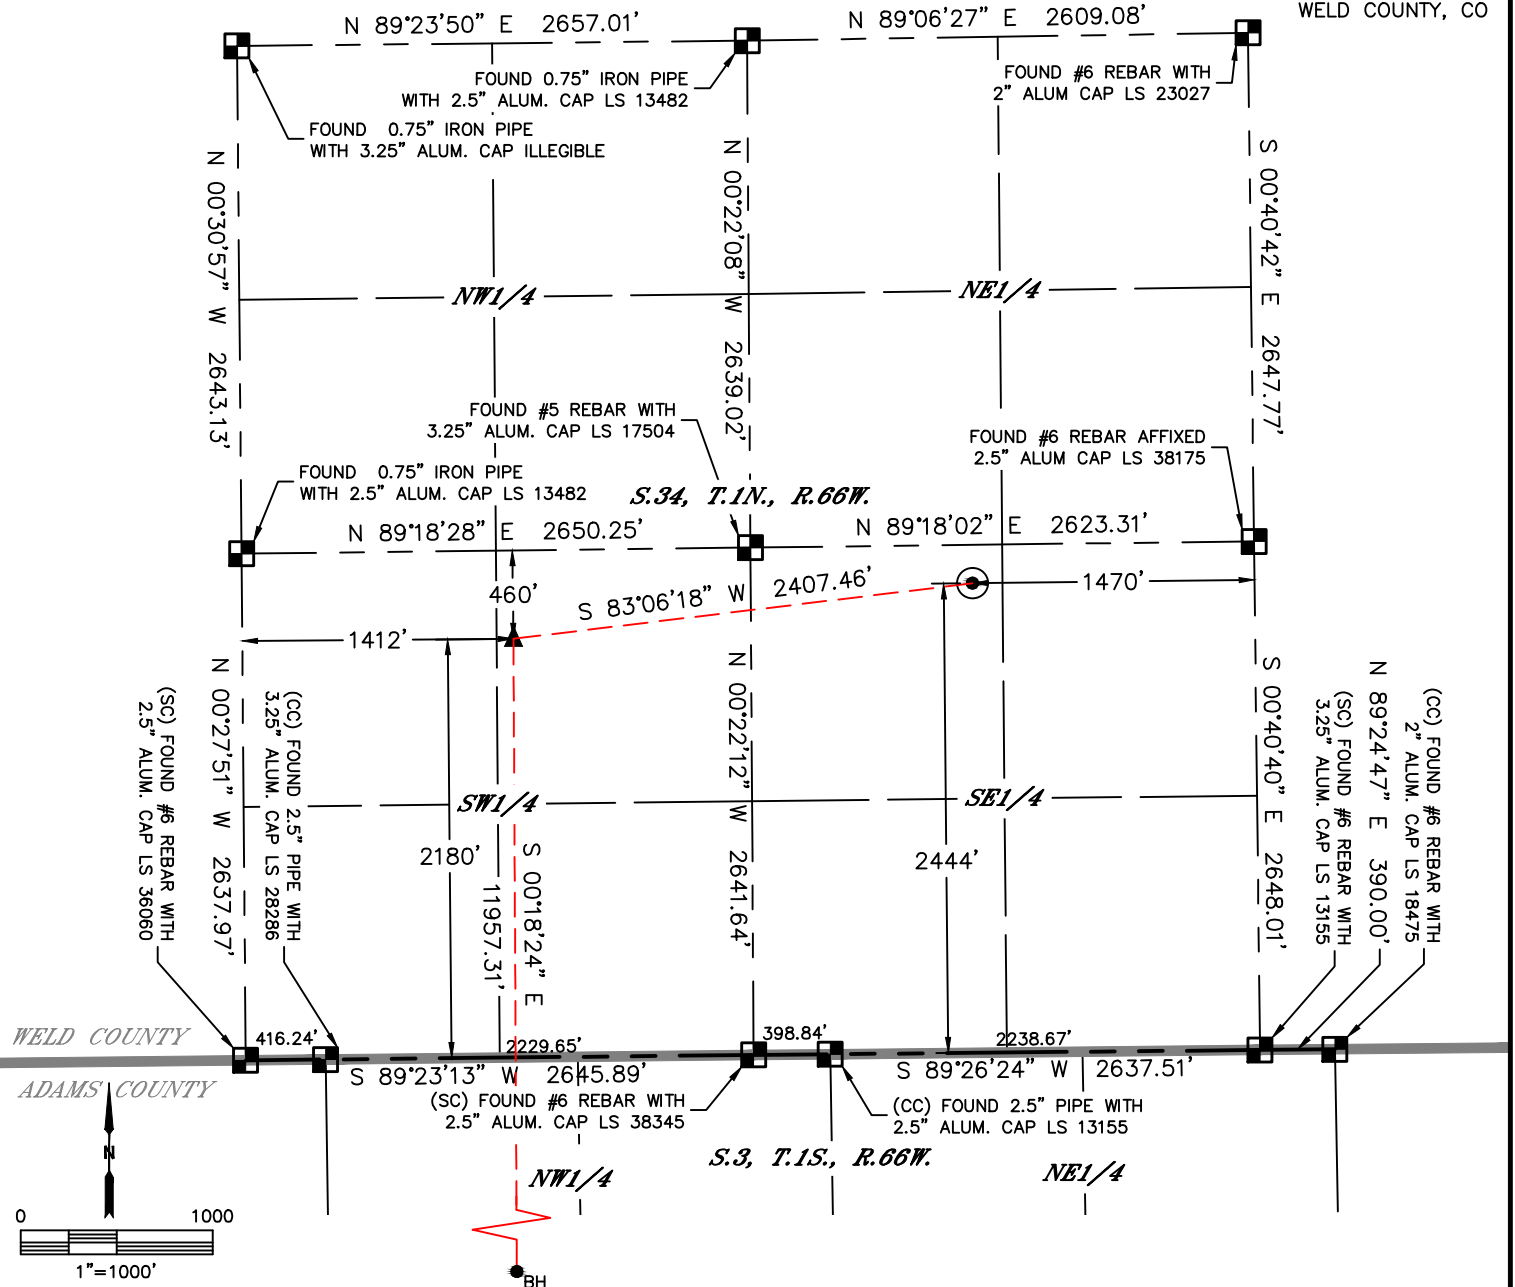 WELD COUNTY, CO
N 89°23'50" E 2657.01'
N 89°06'27" E 2609.08'
FOUND 0.75" IRON PIPE
WITH 2.5" ALUM. CAP LS 13482
FOUND #6 REBAR WITH
2" ALUM CAP LS 23027
FOUND 0.75" IRON PIPE
WITH 3.25" ALUM. CAP ILLEGIBLE
N 00°30'57" W 2643.13'
N 00°22'08" W 2639.02'
S 00°40'42" E 2647.77'
NW1/4
NE1/4
FOUND #5 REBAR WITH
3.25" ALUM. CAP LS 17504
FOUND #6 REBAR AFFIXED
2.5" ALUM CAP LS 38175
FOUND 0.75" IRON PIPE
WITH 2.5" ALUM. CAP LS 13482
S.34, T.1N., R.66W.
N 89°18'28" E 2650.25'
N 89°18'02" E 2623.31'
460'
S 83°06'18" W 2407.46'
1470'
1412'
N 00°27'51" W 2637.97'
N 00°22'12" W 2641.64'
S 00°40'40" E 2648.01'
N 89°24'47" E 390.00'
(SC) FOUND #6 REBAR WITH
2.5" ALUM. CAP LS 36060
(CC) FOUND 2.5" PIPE WITH
3.25" ALUM. CAP LS 28286
(SC) FOUND #6 REBAR WITH
3.25" ALUM. CAP LS 13155
(CC) FOUND #6 REBAR WITH
2" ALUM. CAP LS 18475
SW1/4
SE1/4
2180'
2444'
S 00°18'24" E
11957.31'
WELD COUNTY
416.24'
2229.65'
398.84'
2238.67'
ADAMS COUNTY
S 89°23'13" W 2645.89'
S 89°26'24" W 2637.51'
(SC) FOUND #6 REBAR WITH
2.5" ALUM. CAP LS 38345
(CC) FOUND 2.5" PIPE WITH
2.5" ALUM. CAP LS 13155
S.3, T.1S., R.66W.
NW1/4
NE1/4
N
0 1000
1"=1000'
BH